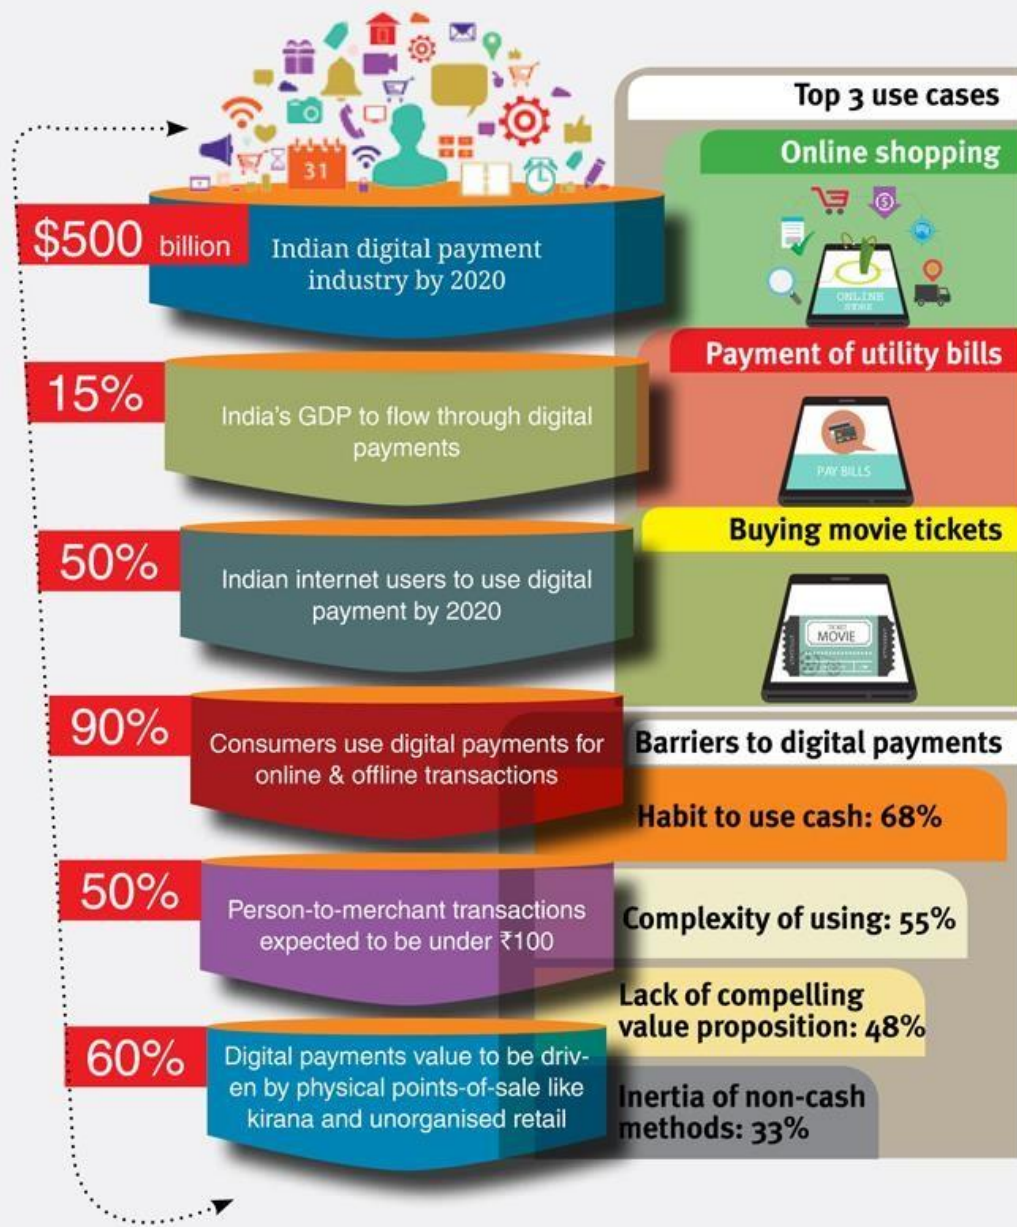 31
$500 billion
Indian digital payment
industry by 2020
15%
India's GDP to flow through digital
payments
50%
Indian internet users to use digital
payment by 2020
90%
Consumers use digital payments for
online & offline transactions
50%
Person-to-merchant transactions
expected to be under ₹100
60%
Digital payments value to be driv-
en by physical points-of-sale like
kirana and unorganised retail
Top 3 use cases
Online shopping
ONLINE
STORE
Payment of utility bills
PAY BILLS
Buying movie tickets
TICKET
MOVIE
Barriers to digital payments
Habit to use cash: 68%
Complexity of using: 55%
Lack of compelling
value proposition: 48%
Inertia of non-cash
methods: 33%